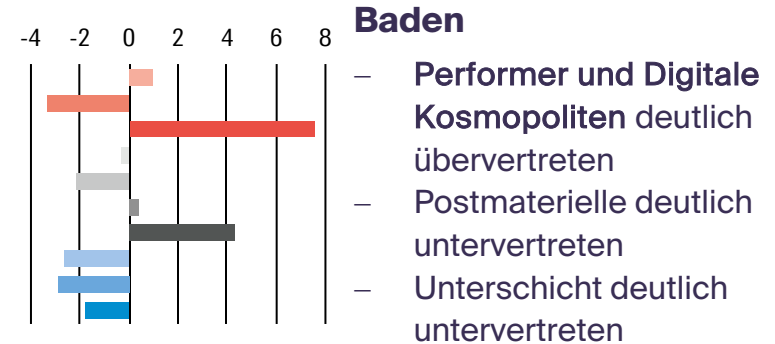 -4 -2 0 2 4 6 8
Baden
– Performer und Digitale
Kosmopoliten deutlich
übervertreten
– Postmaterielle deutlich
untervertreten
– Unterschicht deutlich
untervertreten